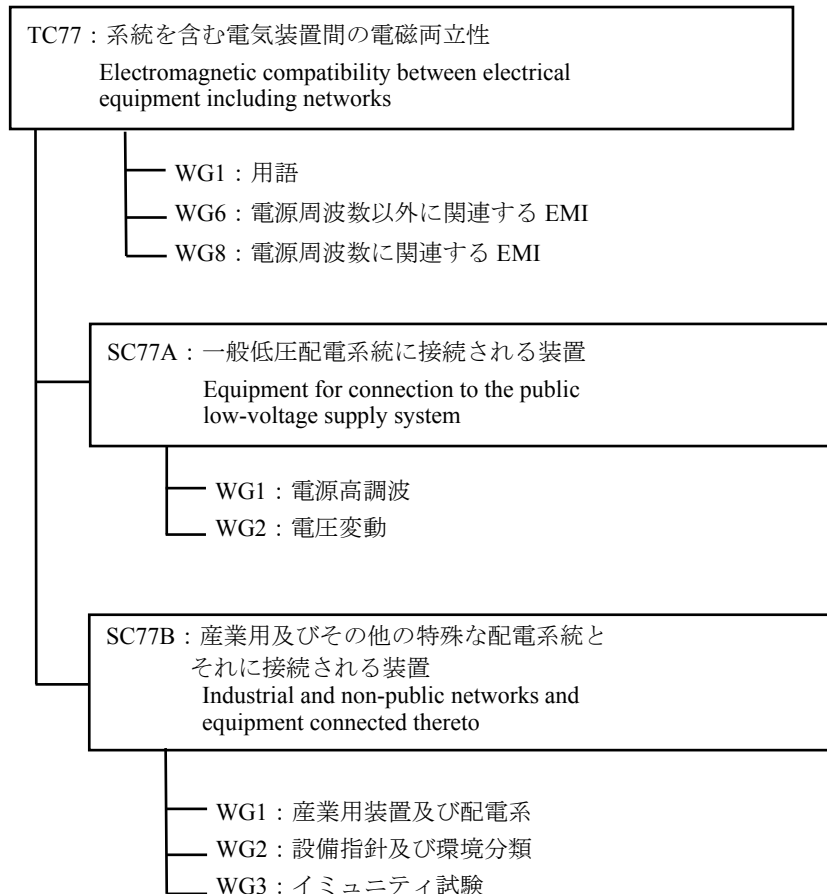 TC77：系統を含む電気装置間の電磁両立性
Electromagnetic compatibility between electrical
equipment including networks
WG1：用語
WG6：電源周波数以外に関連する EMI
WG8：電源周波数に関連する EMI
SC77A：一般低圧配電系統に接続される装置
Equipment for connection to the public
low-voltage supply system
WG1：電源高調波
WG2：電圧変動
SC77B：産業用及びその他の特殊な配電系統と
それに接続される装置
Industrial and non-public networks and
equipment connected thereto
WG1：産業用装置及び配電系
WG2：設備指針及び環境分類
WG3：イミュニティ試験